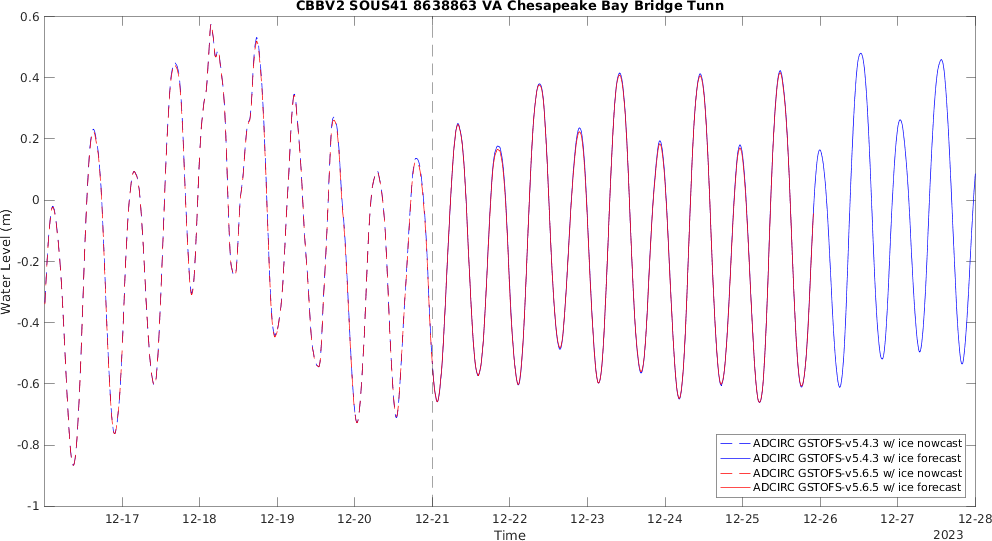 CBBV2 SOUS41 8638863 VA Chesapeake Bay Bridge Tunn
0.6
0.4
0.2
0
-0.2
-0.4
-0.6
-0.8
-1
Water Level (m)
ADCIRC GSTOFS-v5.4.3 w/ ice nowcast
ADCIRC GSTOFS-v5.4.3 w/ ice forecast
ADCIRC GSTOFS-v5.6.5 w/ ice nowcast
ADCIRC GSTOFS-v5.6.5 w/ ice forecast
12-17 12-18 12-19 12-20 12-21 12-22 12-23 12-24 12-25 12-26 12-27 12-28
Time
2023